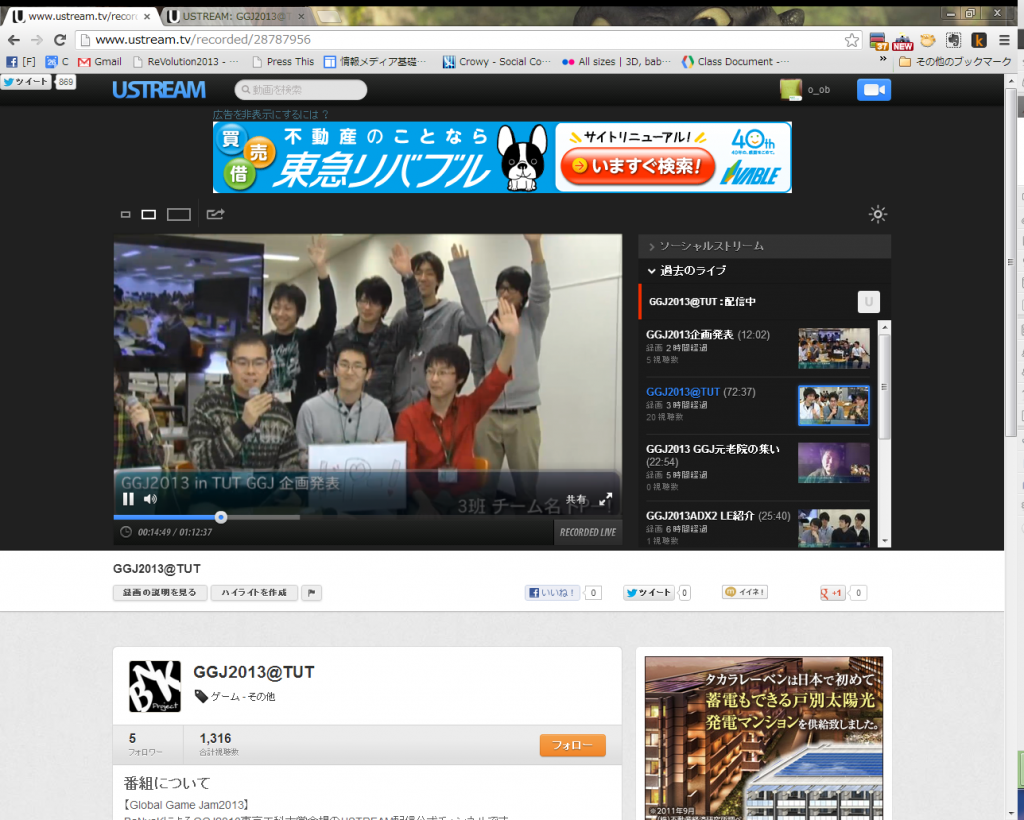 www.ustream.tv/recor
USTREAM: GGJ2013@T
www.ustream.tv/recorded/28787956
37
NEW
[F]
26 C
Gmail
ReVolution2013 - ...
Press This
情報メディア基礎...
Crowy - Social Co...
All sizes | 3D, bab...
Class Document -...
»
その他のブックマーク
ツイート 869
USTREAM
動画を検索
o_ob
広告を非表示にするには ?
買 売 借
不動産のことなら
東急リバブル
サイトリニューアル!
いますぐ検索!
40th
LIVABLE
ソーシャルストリーム
過去のライブ
GGJ2013@TUT : 配信中
GGJ2013企画発表 (12:02)
録画 2 時間経過
5 視聴数
GGJ2013@TUT (72:37)
録画 3 時間経過
20 視聴数
GGJ2013 GGJ元老院の集い
(22:54)
録画 5 時間経過
0 視聴数
GGJ2013ADX2 LE紹介 (25:40)
録画 6 時間経過
1 視聴数
GGJ2013 in TUT GGJ 企画発表
共有
3班 チーム名
00:14:49 / 01:12:37
RECORDED LIVE
GGJ2013@TUT
録画の説明を見る
ハイライトを作成
いいね! 0
ツイート 0
イイネ!
+1 0
BNK
Project
GGJ2013@TUT
ゲーム - その他
5
フォロワー
1,316
合計視聴数
フォロー
番組について
【Global Game Jam2013】
タカラレーベンは日本で初めて
蓄電もできる戸別太陽光
発電マンションを供給致しました。
※2011年9月